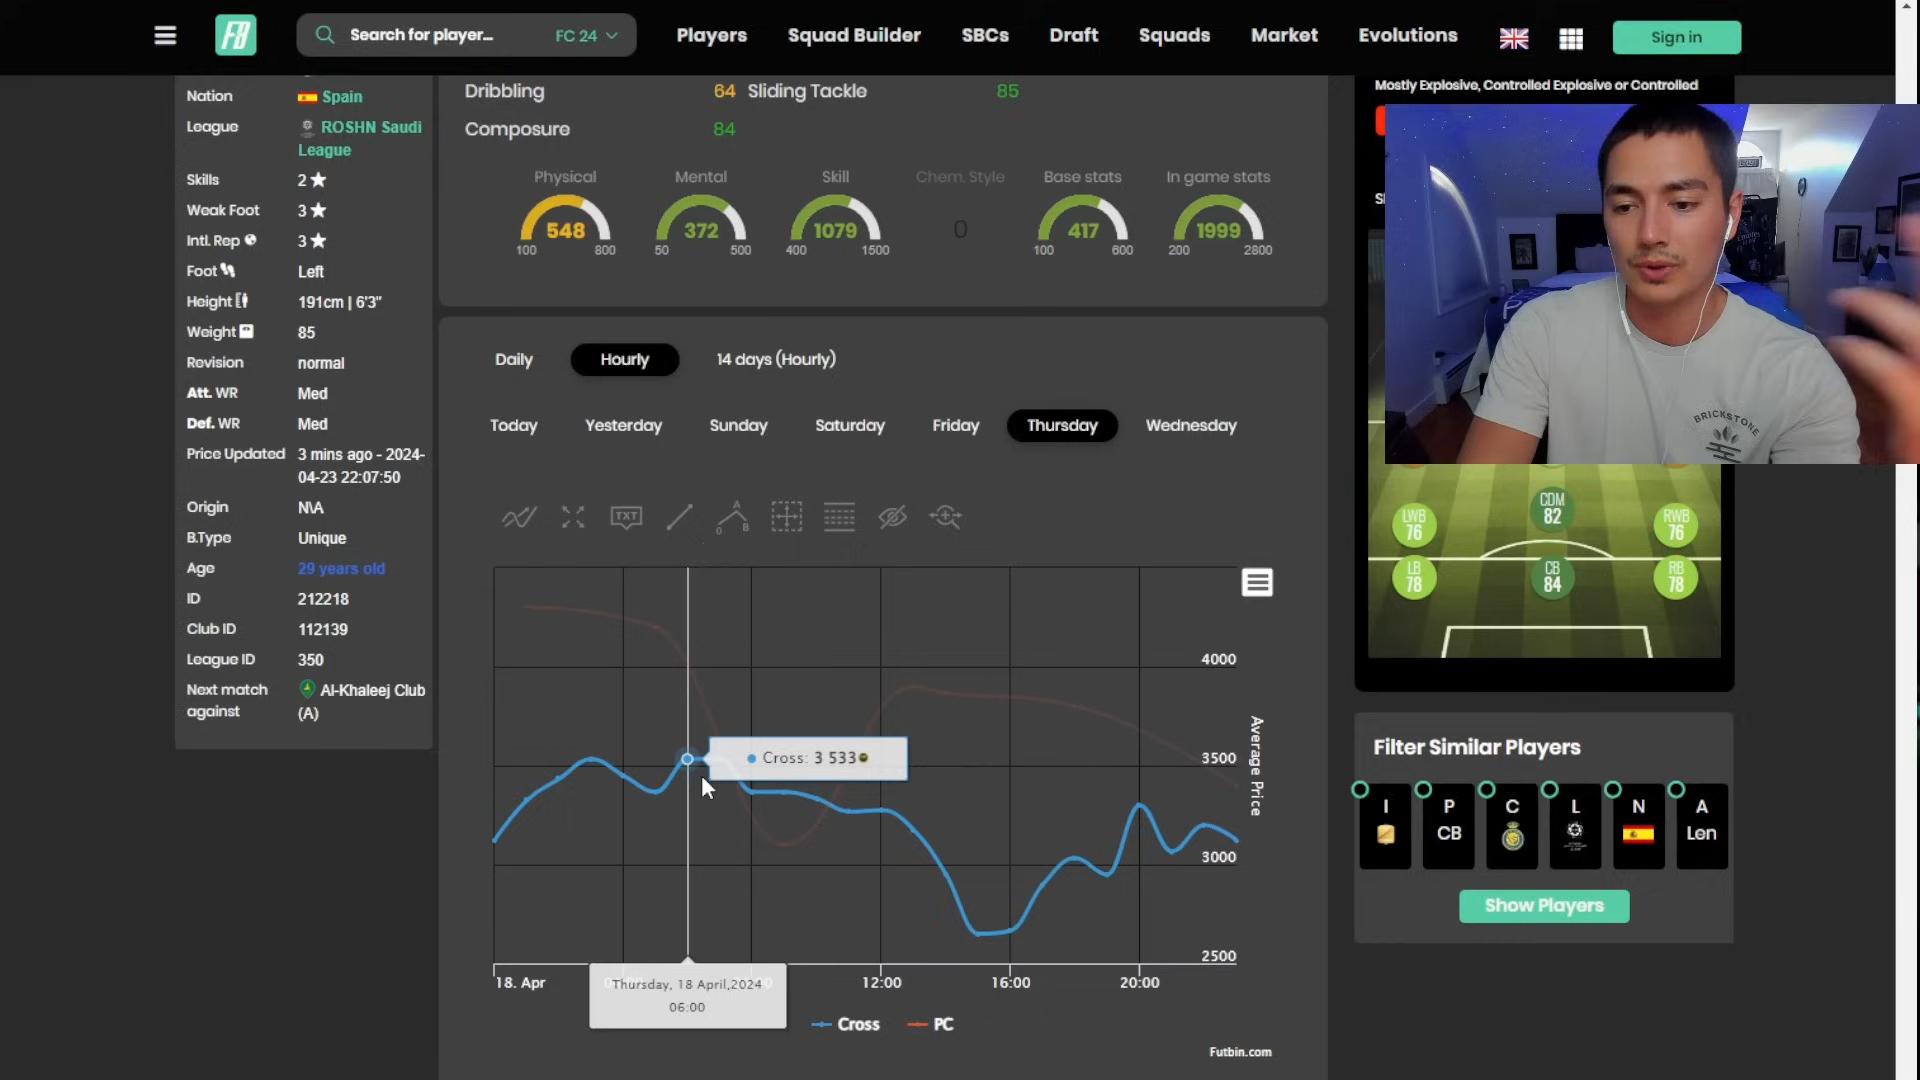 F8
Search for player...
FC 24
Players
Squad Builder
SBCs
Draft
Squads
Market
Evolutions
Sign in
Nation Spain
League ROSHN Saudi
League
Skills 2
Weak Foot 3
Intl. Rep 3
Foot Left
Height 191cm | 6'3"
Weight 85
Revision normal
Att. WR Med
Def. WR Med
Price Updated 3 mins ago - 2024-
04-23 22:07:50
Origin N\A
B.Type Unique
Age 29 years old
ID 212218
Club ID 112139
League ID 350
Next match Al-Khaleej Club
against (A)
Dribbling 64 Sliding Tackle 85
Composure 84
Physical Mental Skill Chem. Style Base stats In game stats
548 372 1079 0 417 1999
100 800 50 500 400 1500 100 600 200 2800
Daily Hourly 14 days (Hourly)
Today Yesterday Sunday Saturday Friday Thursday Wednesday
TXT
A
0 B
4000
3500
3000
2500
Average Price
Cross: 3 533
18. Apr 12:00 16:00 20:00
Thursday, 18 April,2024
06:00
Cross PC
Futbin.com
Mostly Explosive, Controlled Explosive or Controlled
BRICKSTONE
CDM
82
LWB
76
RWB
76
LB
78
CB
84
RB
78
Filter Similar Players
I P C L N A
CB Len
Show Players